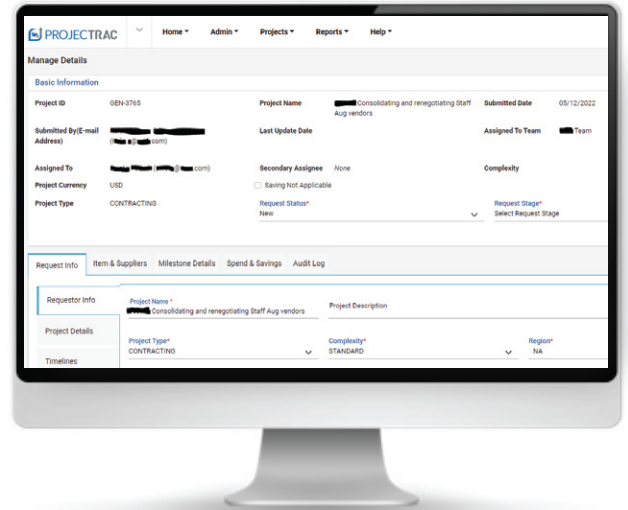 PROJECTRAC Home Admin Projects Reports Help
Manage Details
Basic Information
Project ID GEN-3765 Project Name Consolidating and renegotiating Staff Submitted Date 05/12/2022
Aug vendors
Submitted By(E-mail Last Update Date Assigned To Team Team
Address) ( @ com)
Assigned To ( @ .com) Secondary Assignee None Complexity
Project Currency USD Saving Not Applicable
Project Type CONTRACTING Request Status* Request Stage*
New Select Request Stage
Request Info Item & Suppliers Milestone Details Spend & Savings Audit Log
Requestor Info Project Name * Project Description
Consolidating and renegotiating Staff Aug vendors
Project Details Project Type* Complexity* Region*
CONTRACTING STANDARD NA
Timelines